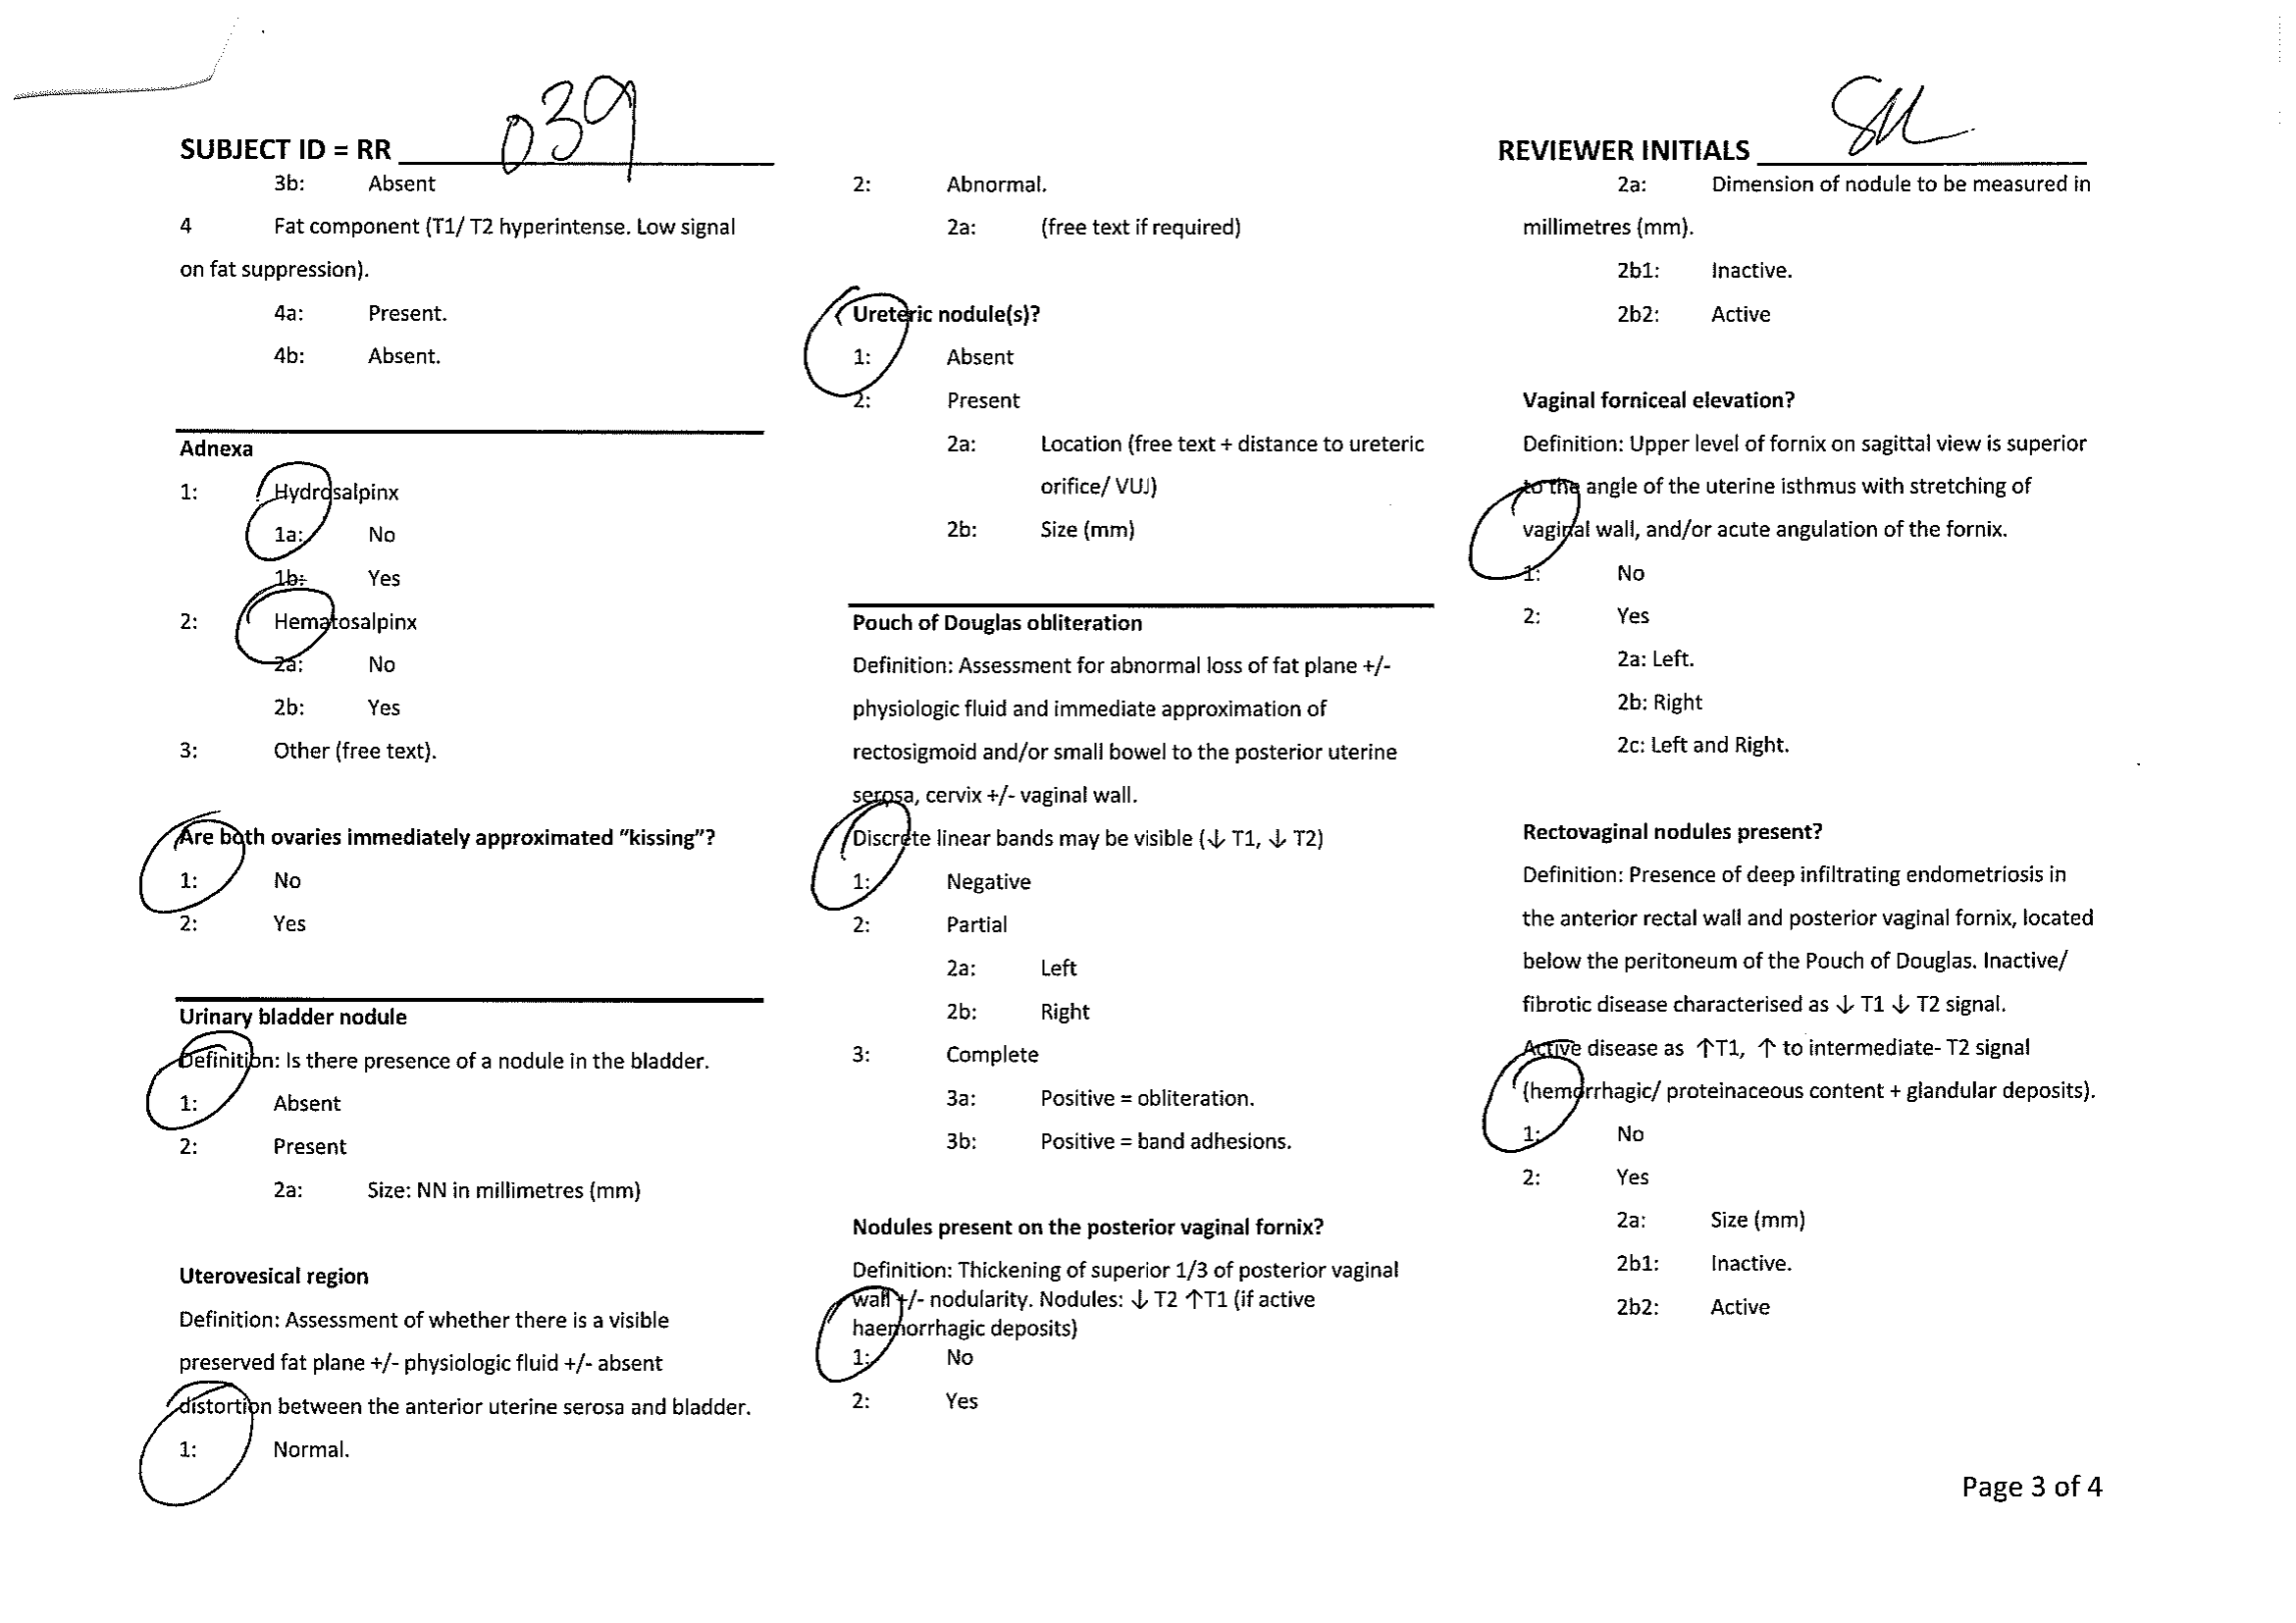 SUBJECT ID = RR 039
REVIEWER INITIALS SM
3b: Absent
4 Fat component (T1/ T2 hyperintense. Low signal
on fat suppression).
4a: Present.
4b: Absent.
Adnexa
1: Hydrosalpinx
1a: No
1b: Yes
2: Hematosalpinx
2a: No
2b: Yes
3: Other (free text).
Are both ovaries immediately approximated “kissing”?
1: No
2: Yes
Urinary bladder nodule
Definition: Is there presence of a nodule in the bladder.
1: Absent
2: Present
2a: Size: NN in millimetres (mm)
Uterovesical region
Definition: Assessment of whether there is a visible
preserved fat plane +/- physiologic fluid +/- absent
distortion between the anterior uterine serosa and bladder.
1: Normal.
2: Abnormal.
2a: (free text if required)
Ureteric nodule(s)?
1: Absent
2: Present
2a: Location (free text + distance to ureteric
orifice/ VUJ)
2b: Size (mm)
Pouch of Douglas obliteration
Definition: Assessment for abnormal loss of fat plane +/-
physiologic fluid and immediate approximation of
rectosigmoid and/or small bowel to the posterior uterine
serosa, cervix +/- vaginal wall.
Discrete linear bands may be visible (↓ T1, ↓ T2)
1: Negative
2: Partial
2a: Left
2b: Right
3: Complete
3a: Positive = obliteration.
3b: Positive = band adhesions.
Nodules present on the posterior vaginal fornix?
Definition: Thickening of superior 1/3 of posterior vaginal
wall +/- nodularity. Nodules: ↓ T2 ↑T1 (if active
haemorrhagic deposits)
1: No
2: Yes
2a: Dimension of nodule to be measured in
millimetres (mm).
2b1: Inactive.
2b2: Active
Vaginal forniceal elevation?
Definition: Upper level of fornix on sagittal view is superior
to the angle of the uterine isthmus with stretching of
vaginal wall, and/or acute angulation of the fornix.
1: No
2: Yes
2a: Left.
2b: Right
2c: Left and Right.
Rectovaginal nodules present?
Definition: Presence of deep infiltrating endometriosis in
the anterior rectal wall and posterior vaginal fornix, located
below the peritoneum of the Pouch of Douglas. Inactive/
fibrotic disease characterised as ↓ T1 ↓ T2 signal.
Active disease as ↑T1, ↑ to intermediate- T2 signal
(hemorrhagic/ proteinaceous content + glandular deposits).
1: No
2: Yes
2a: Size (mm)
2b1: Inactive.
2b2: Active
Page 3 of 4